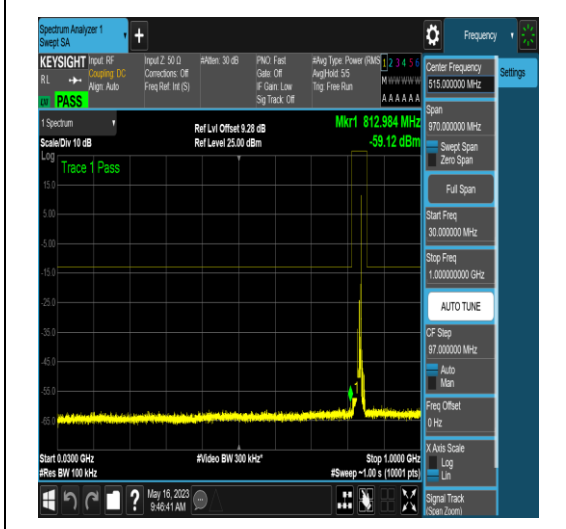 Spectrum Analyzer 1
Swept SA
+
Frequency
KEYSIGHT
RL
PASS
Input: RF
Coupling: DC
Align: Auto
Input Z: 50 Ω
Corrections: Off
Freq Ref: Int (S)
#Atten: 30 dB
PNO: Fast
Gate: Off
IF Gain: Low
Sig Track: Off
#Avg Type: Power (RMS
Avg|Hold: 5/5
Trig: Free Run
1 2 3 4 5 6
M W W W W W
A A A A A A
1 Spectrum
Scale/Div 10 dB
Ref Lvl Offset 9.28 dB
Ref Level 25.00 dBm
Mkr1 812.984 MHz
-59.12 dBm
Log
Trace 1 Pass
15.0
5.00
-5.00
-15.0
-25.0
-35.0
-45.0
-55.0
-65.0
1
Start 0.0300 GHz
#Res BW 100 kHz
#Video BW 300 kHz*
Stop 1.0000 GHz
#Sweep ~1.00 s (10001 pts)
Center Frequency
515.000000 MHz
Settings
Span
970.000000 MHz
Swept Span
Zero Span
Full Span
Start Freq
30.000000 MHz
Stop Freq
1.000000000 GHz
AUTO TUNE
CF Step
97.000000 MHz
Auto
Man
Freq Offset
0 Hz
X Axis Scale
Log
Lin
Signal Track
(Span Zoom)
?
May 16, 2023
9:46:41 AM